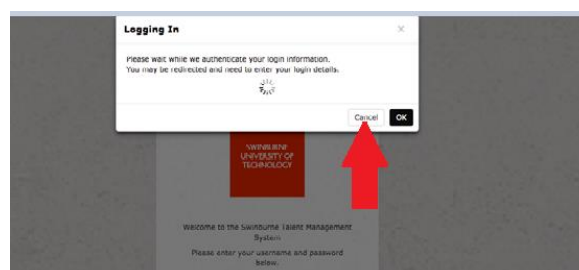 Logging In
×
Please wait while we authenticate your login information.
You may be redirected and need to enter your login details.
Cancel
OK
SWINBURNE
UNIVERSITY OF
TECHNOLOGY
Welcome to the Swinburne Talent Management
System
Please enter your username and password
below.